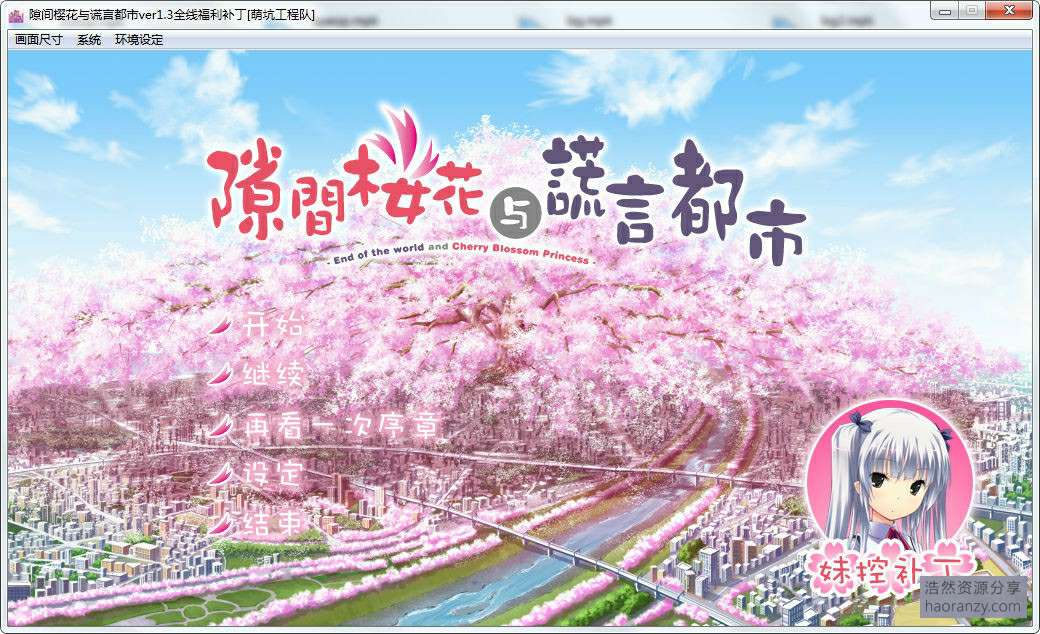 隙间樱花与谎言都市ver1.3全线福利补丁[萌坑工程队]
画面尺寸 系统 环境设定
隙間桜花与謊言都市
- End of the world and Cherry Blossom Princess -
开始
继续
再看一次序章
设定
结束
妹控补丁
浩然资源分享
haoranzy.com